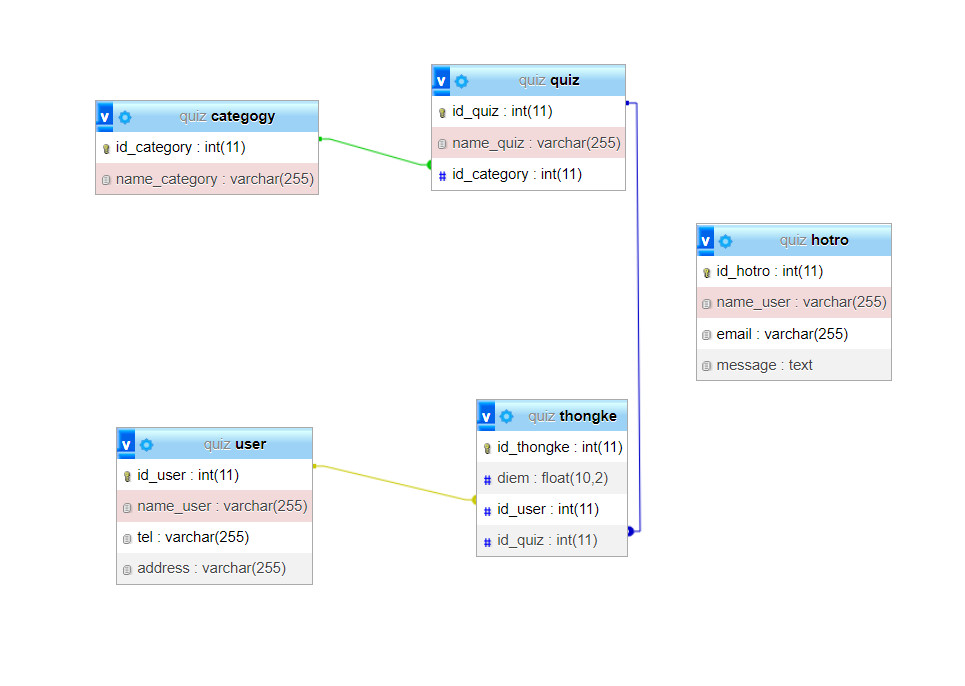 quiz categogy
id_category : int(11)
name_category : varchar(255)
quiz quiz
id_quiz : int(11)
name_quiz : varchar(255)
id_category : int(11)
quiz hotro
id_hotro : int(11)
name_user : varchar(255)
email : varchar(255)
message : text
quiz user
id_user : int(11)
name_user : varchar(255)
tel : varchar(255)
address : varchar(255)
quiz thongke
id_thongke : int(11)
diem : float(10,2)
id_user : int(11)
id_quiz : int(11)